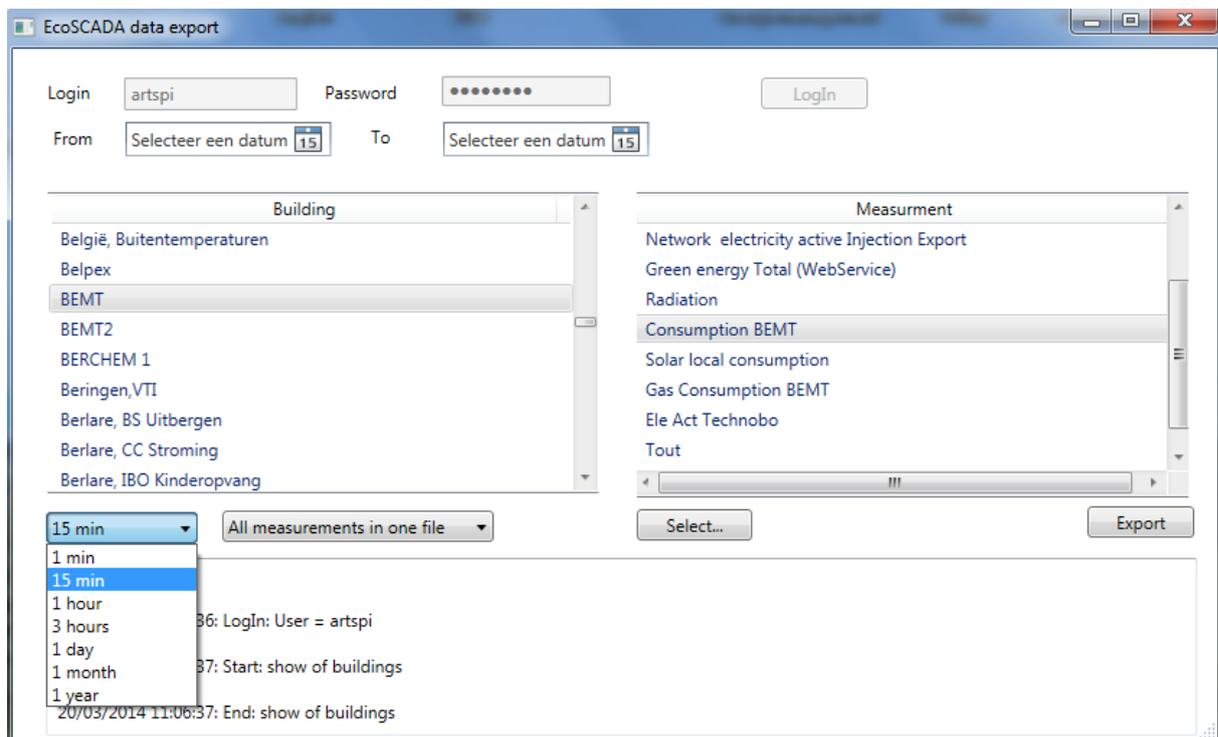 EcoSCADA data export
Login artspi Password •••••••• LogIn
From Selecteer een datum 15 To Selecteer een datum 15
Building
België, Buitentemperaturen
Belpex
BEMT
BEMT2
BERCHEM 1
Beringen,VTI
Berlare, BS Uitbergen
Berlare, CC Stroming
Berlare, IBO Kinderopvang
Measurment
Network electricity active Injection Export
Green energy Total (WebService)
Radiation
Consumption BEMT
Solar local consumption
Gas Consumption BEMT
Ele Act Technobo
Tout
15 min All measurements in one file Select... Export
1 min
15 min
1 hour
3 hours
1 day
1 month
1 year
36: LogIn: User = artspi
37: Start: show of buildings
20/03/2014 11:06:37: End: show of buildings